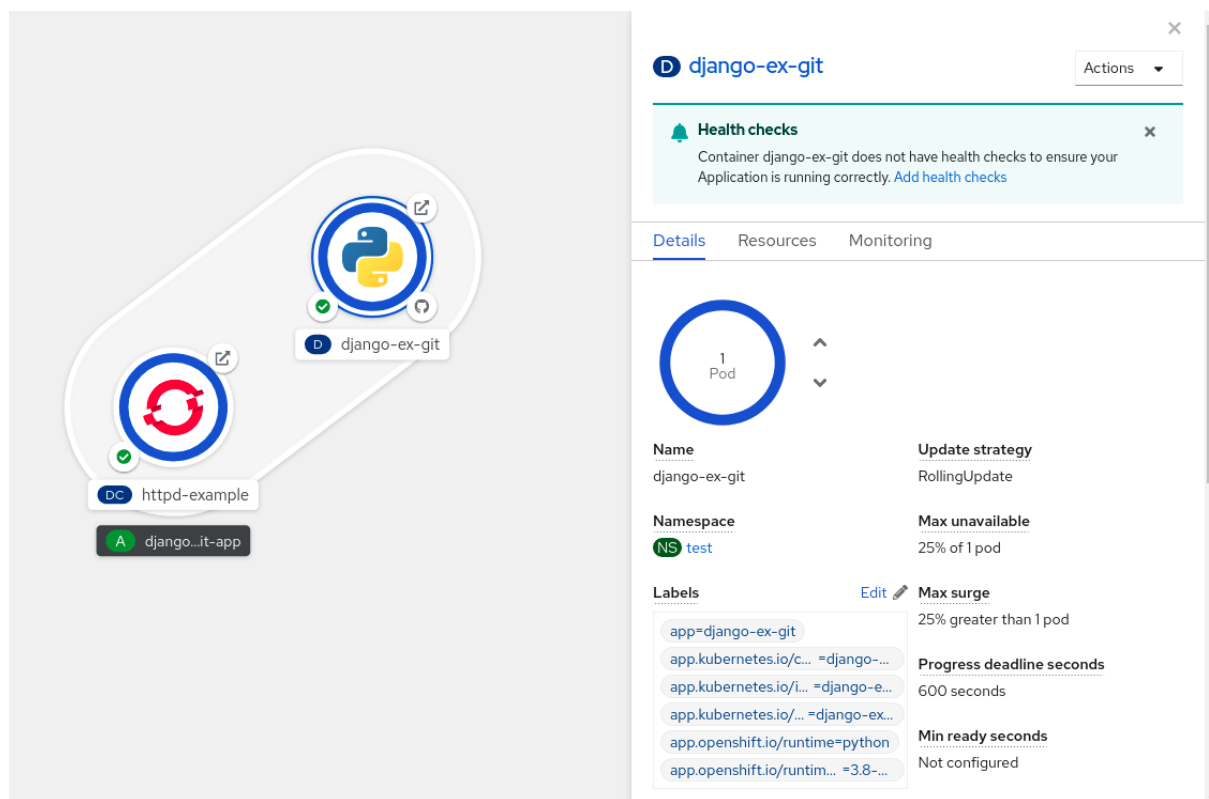 D django-ex-git
DC httpd-example
A django...it-app
D django-ex-git
Actions
Health checks
Container django-ex-git does not have health checks to ensure your
Application is running correctly. Add health checks
Details Resources Monitoring
1
Pod
Name
django-ex-git
Update strategy
RollingUpdate
Namespace
NS test
Max unavailable
25% of 1 pod
Labels
Edit
app=django-ex-git
app.kubernetes.io/c... =django-...
app.kubernetes.io/i... =django-e...
app.kubernetes.io/... =django-ex...
app.openshift.io/runtime=python
app.openshift.io/runtim... =3.8-...
Max surge
25% greater than 1 pod
Progress deadline seconds
600 seconds
Min ready seconds
Not configured